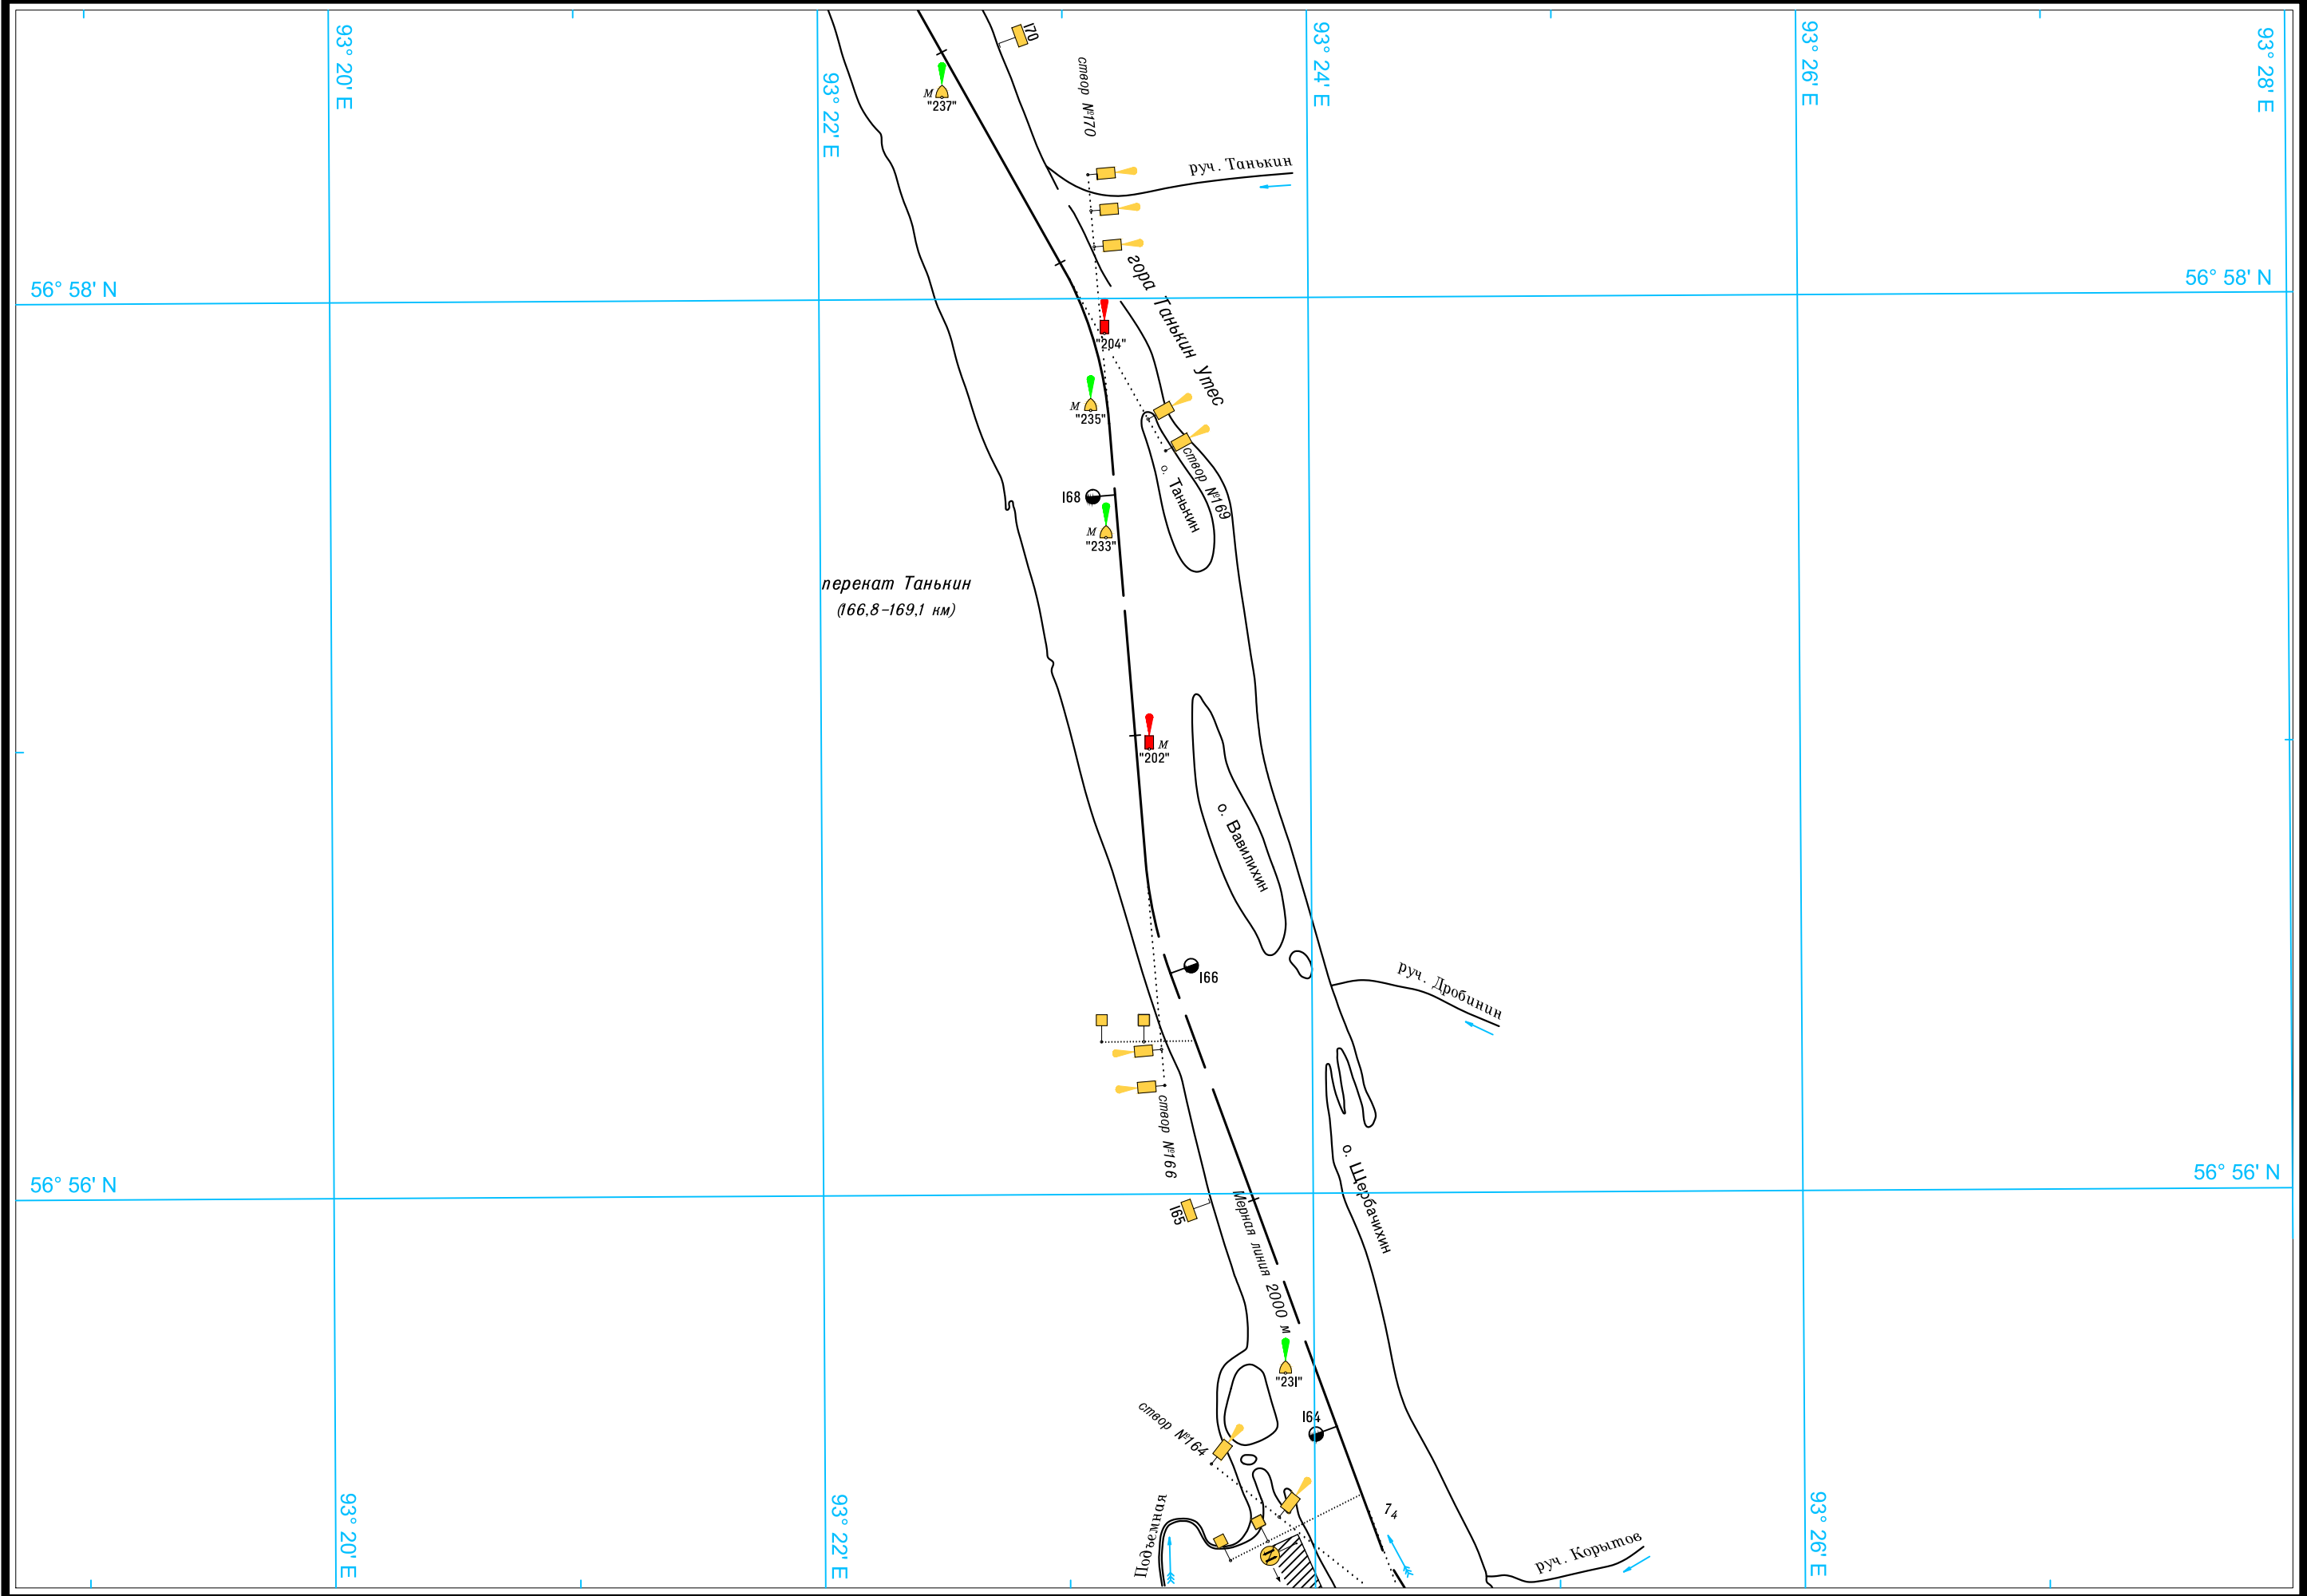 93° 20' E
93° 22' E
93° 24' E
93° 26' E
93° 28' E
170
створ №170
М
"237"
руч. Танькин
гора Танькин Утес
56° 58' N
56° 58' N
"204"
М
"235"
створ №169
о. Танькин
168
М
"233"
перекат Танькин
(166,8-169,1 км)
М
"202"
о. Вавилихин
166
руч. Дробинин
створ №166
о. Щербачихин
56° 56' N
56° 56' N
165
Мерная линия 2000 м
"231"
164
створ №164
7 4
Подъемная
N
руч. Корытов
93° 20' E
93° 22' E
93° 26' E